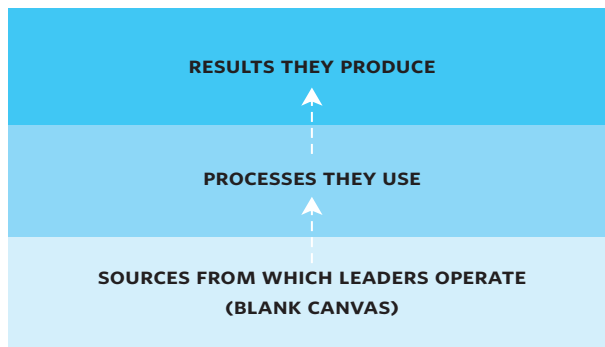 RESULTS THEY PRODUCE
PROCESSES THEY USE
SOURCES FROM WHICH LEADERS OPERATE
(BLANK CANVAS)